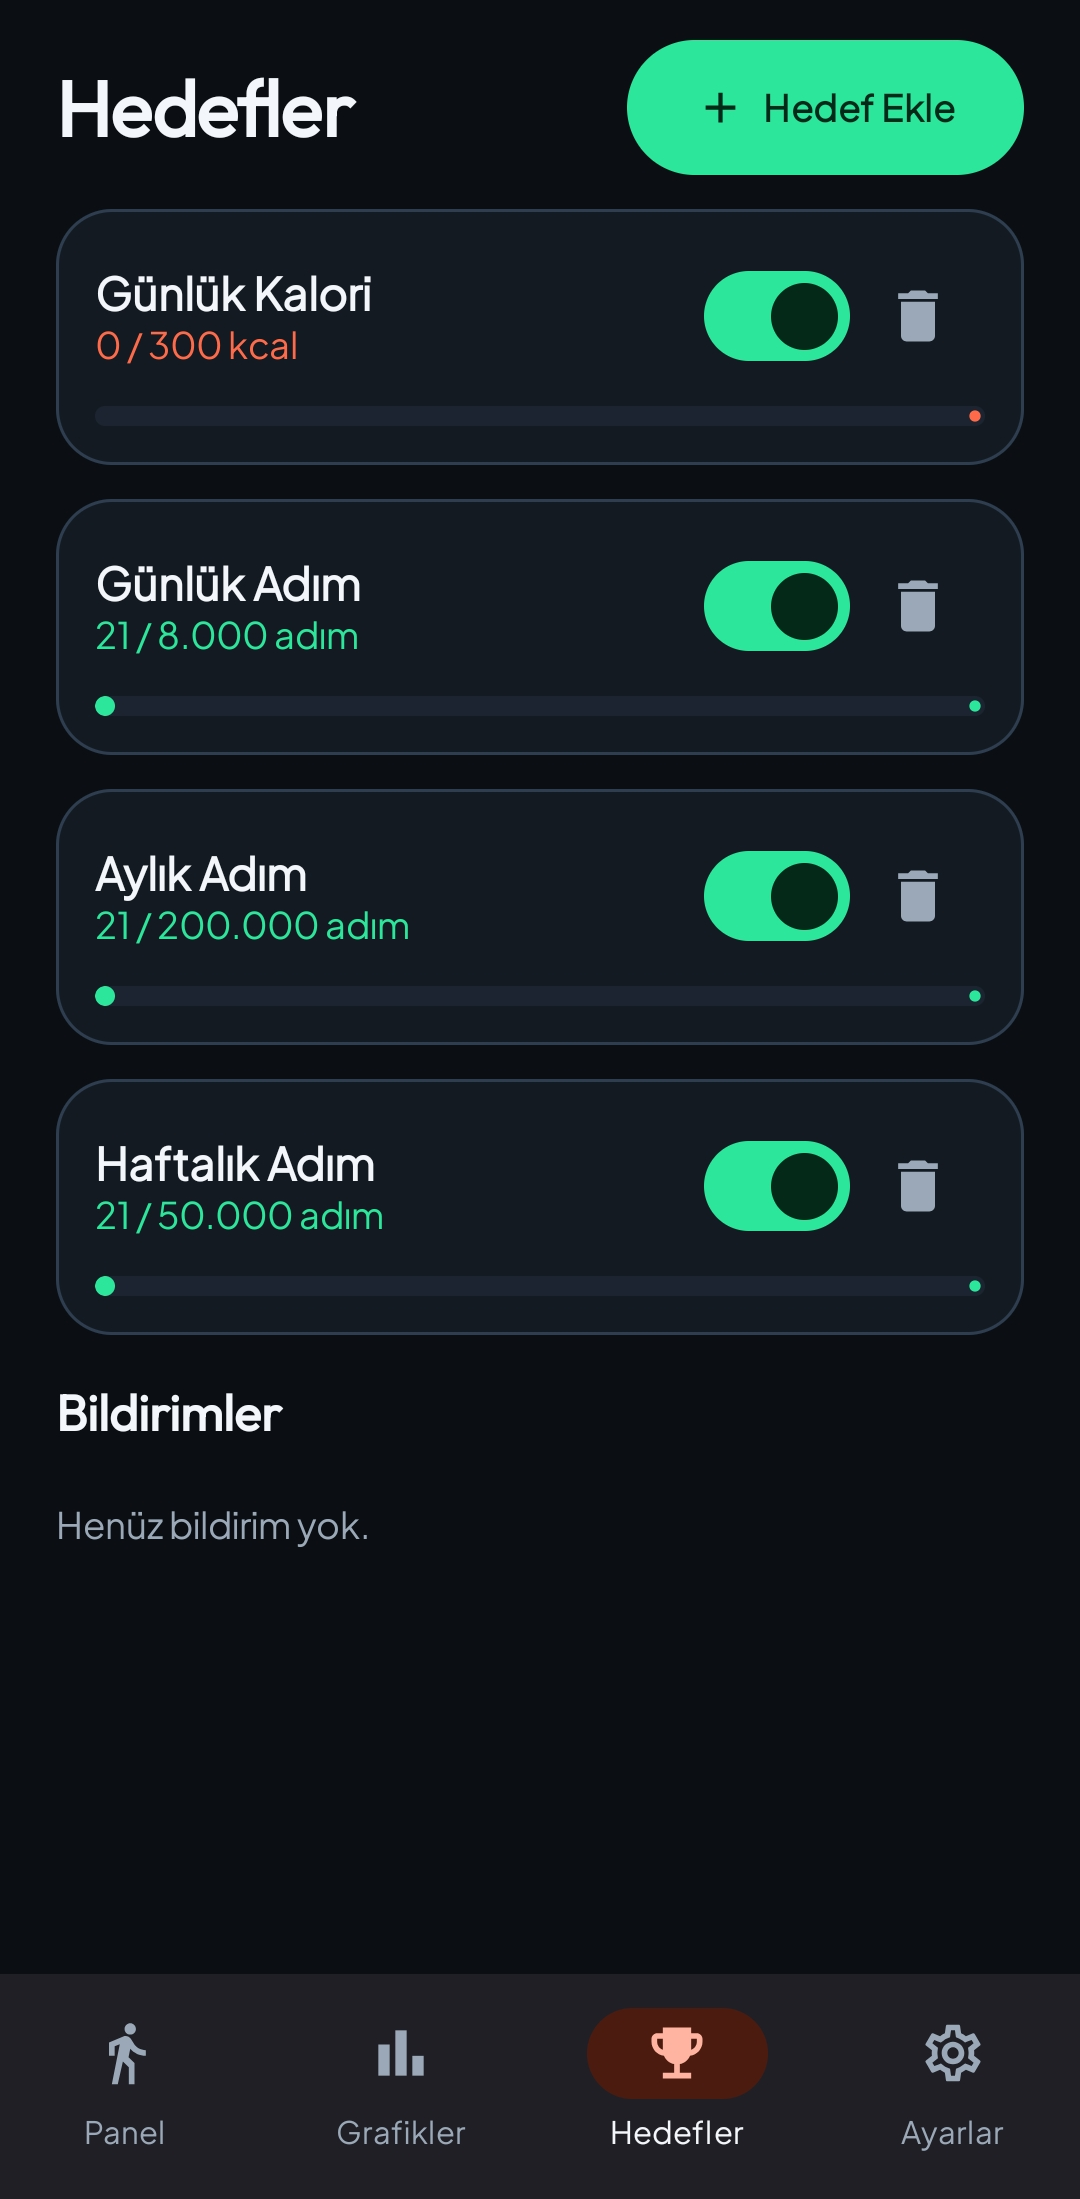 Hedefler
+ Hedef Ekle
Günlük Kalori
0 / 300 kcal
Günlük Adım
21 / 8.000 adım
Aylık Adım
21 / 200.000 adım
Haftalık Adım
21 / 50.000 adım
Bildirimler
Henüz bildirim yok.
Panel
Grafikler
Hedefler
Ayarlar